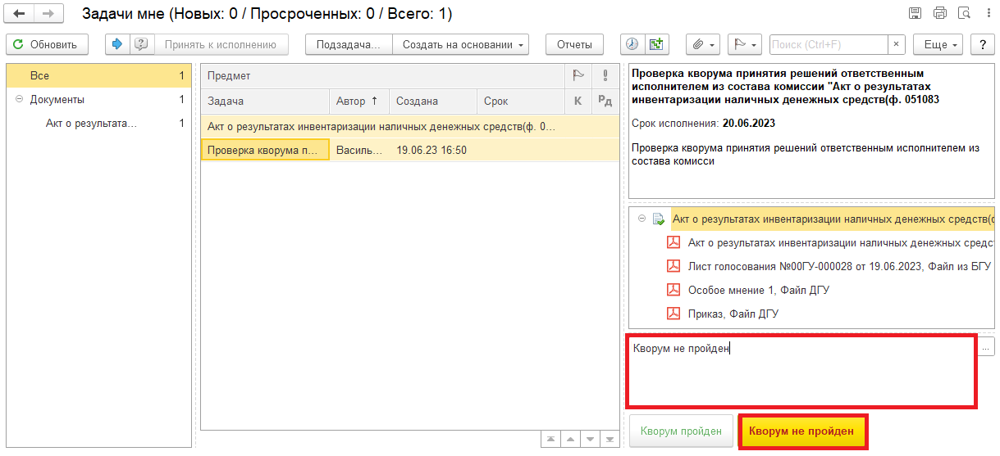 Задачи мне (Новых: 0 / Просроченных: 0 / Всего: 1)
Обновить
Принять к исполнению
Подзадача...
Создать на основании
Отчеты
Поиск (Ctrl+F)
×
Еще
?
Все 1
Документы 1
Акт о результата... 1
Предмет
Задача Автор ↑ Создана Срок К Рд
Акт о результатах инвентаризации наличных денежных средств(ф. 0...
Проверка кворума п... Василь... 19.06.23 16:50
Проверка кворума принятия решений ответственным
исполнителем из состава комиссии "Акт о результатах
инвентаризации наличных денежных средств(ф. 051083
Срок исполнения: 20.06.2023
Проверка кворума принятия решений ответственным исполнителем из
состава комисси
Акт о результатах инвентаризации наличных денежных средств(ф
Акт о результатах инвентаризации наличных денежных средст
Лист голосования №00ГУ-000028 от 19.06.2023, Файл из БГУ
Особое мнение 1, Файл ДГУ
Приказ, Файл ДГУ
Кворум не пройден
...
Кворум пройден
Кворум не пройден